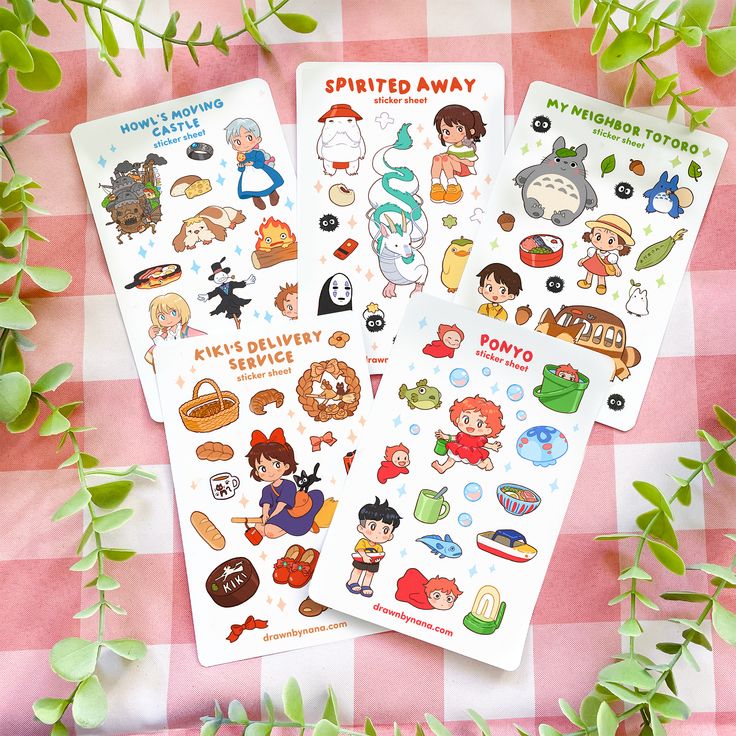 HOWL'S MOVING
CASTLE
sticker sheet
SPIRITED AWAY
sticker sheet
drawn
MY NEIGHBOR TOTORO
sticker sheet
KIKI'S DELIVERY
SERVICE
sticker sheet
KIKI
drawnbynana.com
PONYO
sticker sheet
drawnbynana.com